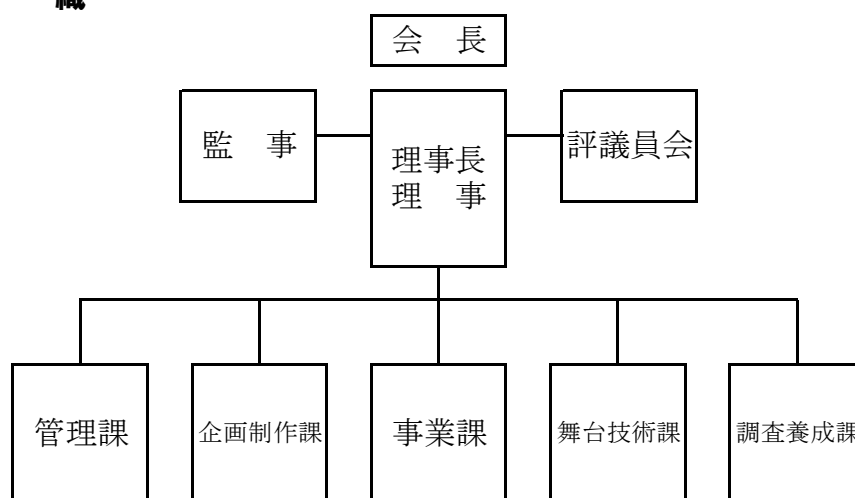 会　長
監　事
理事長
理　事
評議員会
管理課
企画制作課
事業課
舞台技術課
調査養成課